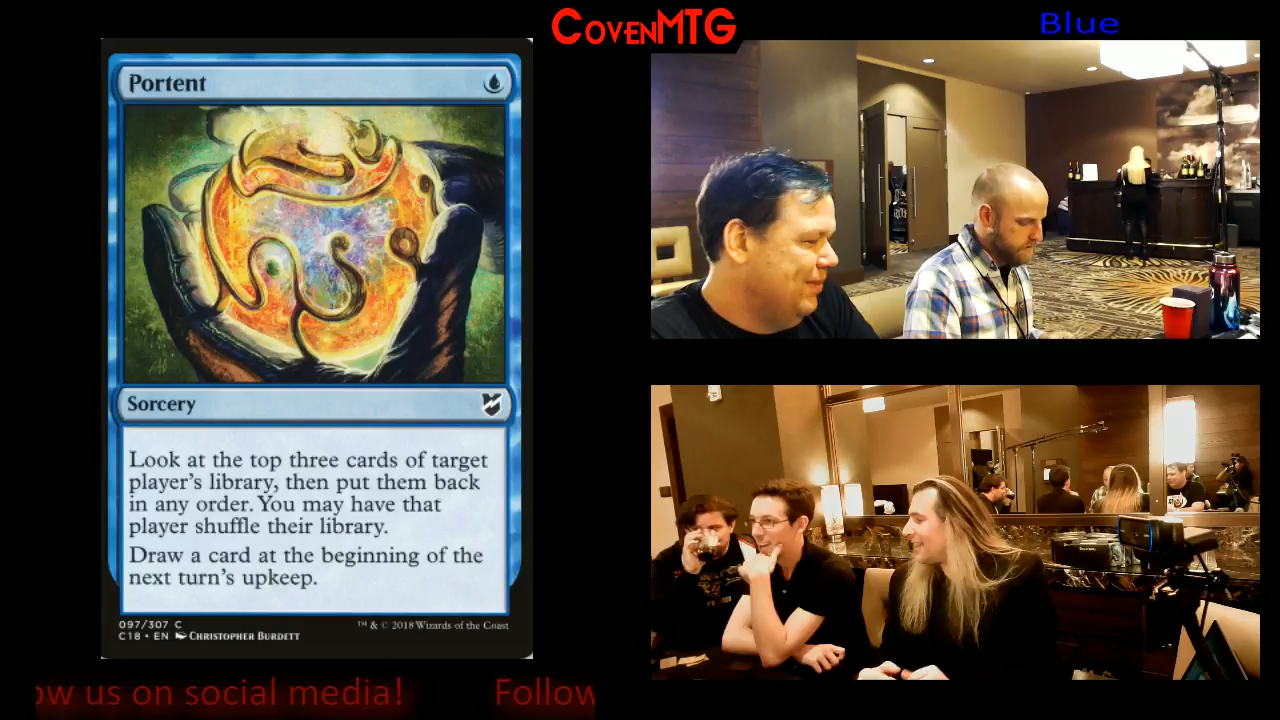 CovenMTG
Blue
Portent
Sorcery
Look at the top three cards of target
player's library, then put them back
in any order. You may have that
player shuffle their library.
Draw a card at the beginning of the
next turn's upkeep.
097/307 C
C18 • EN Christopher Burdett
™ & © 2018 Wizards of the Coast
ow us on social media! Follow